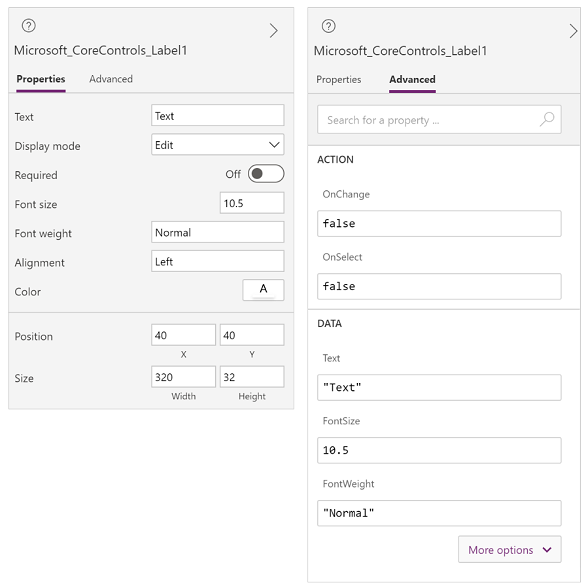 Microsoft_CoreControls_Label1
Properties Advanced
Text Text
Display mode Edit
Required Off
Font size 10.5
Font weight Normal
Alignment Left
Color A
Position 40 40
X Y
Size 320 32
Width Height
Microsoft_CoreControls_Label1
Properties Advanced
Search for a property ...
ACTION
OnChange
false
OnSelect
false
DATA
Text
"Text"
FontSize
10.5
FontWeight
"Normal"
More options